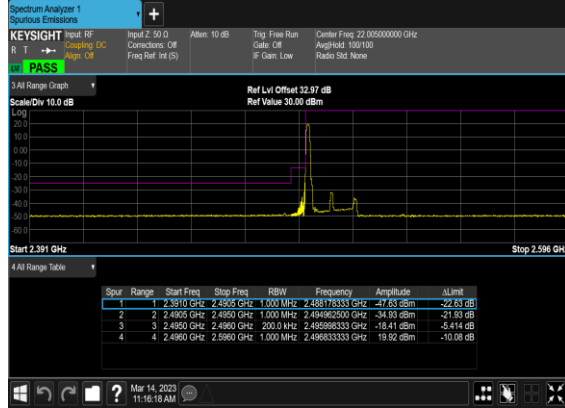 Spectrum Analyzer 1
Spurious Emissions
+
KEYSIGHT Input: RF Input Z: 50 Ω Atten: 10 dB Trig: Free Run Center Freq: 22.005000000 GHz
R T Coupling: DC Corrections: Off Gate: Off Avg|Hold: 100/100
Align: Off Freq Ref: Int (S) IF Gain: Low Radio Std: None
PASS
3 All Range Graph
Ref Lvl Offset 32.97 dB
Scale/Div 10.0 dB Ref Value 30.00 dBm
Log
20.0
10.0
0.00
-10.0
-20.0
-30.0
-40.0
-50.0
-60.0
Start 2.391 GHz Stop 2.596 GH
4 All Range Table
Spur Range Start Freq Stop Freq RBW Frequency Amplitude ΔLimit
1 1 2.3910 GHz 2.4905 GHz 1.000 MHz 2.488178333 GHz -47.63 dBm -22.63 dB
2 2 2.4905 GHz 2.4950 GHz 1.000 MHz 2.494962500 GHz -34.93 dBm -21.93 dB
3 3 2.4950 GHz 2.4960 GHz 200.0 kHz 2.495998333 GHz -18.41 dBm -5.414 dB
4 4 2.4960 GHz 2.5960 GHz 1.000 MHz 2.496833333 GHz 19.92 dBm -10.08 dB
? Mar 14, 2023
11:16:18 AM